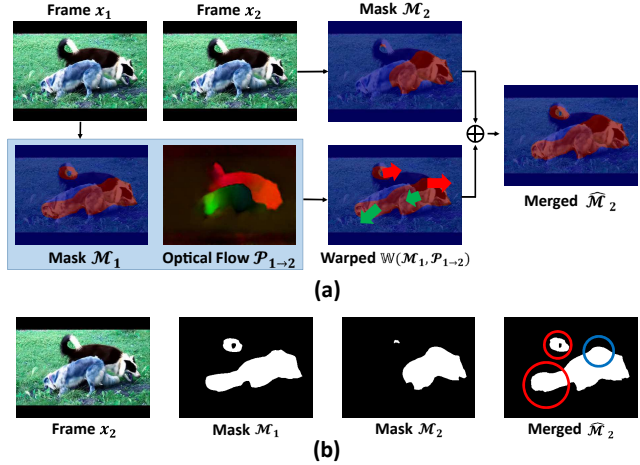 Frame x₁ Frame x₂ Mask ℳ₂
⊕ Merged ℳ̂₂
Mask ℳ₁ Optical Flow 𝒫₁→₂ Warped 𝕎(ℳ₁, 𝒫₁→₂)
(a)
Frame x₂ Mask ℳ₁ Mask ℳ₂ Merged ℳ̂₂
(b)